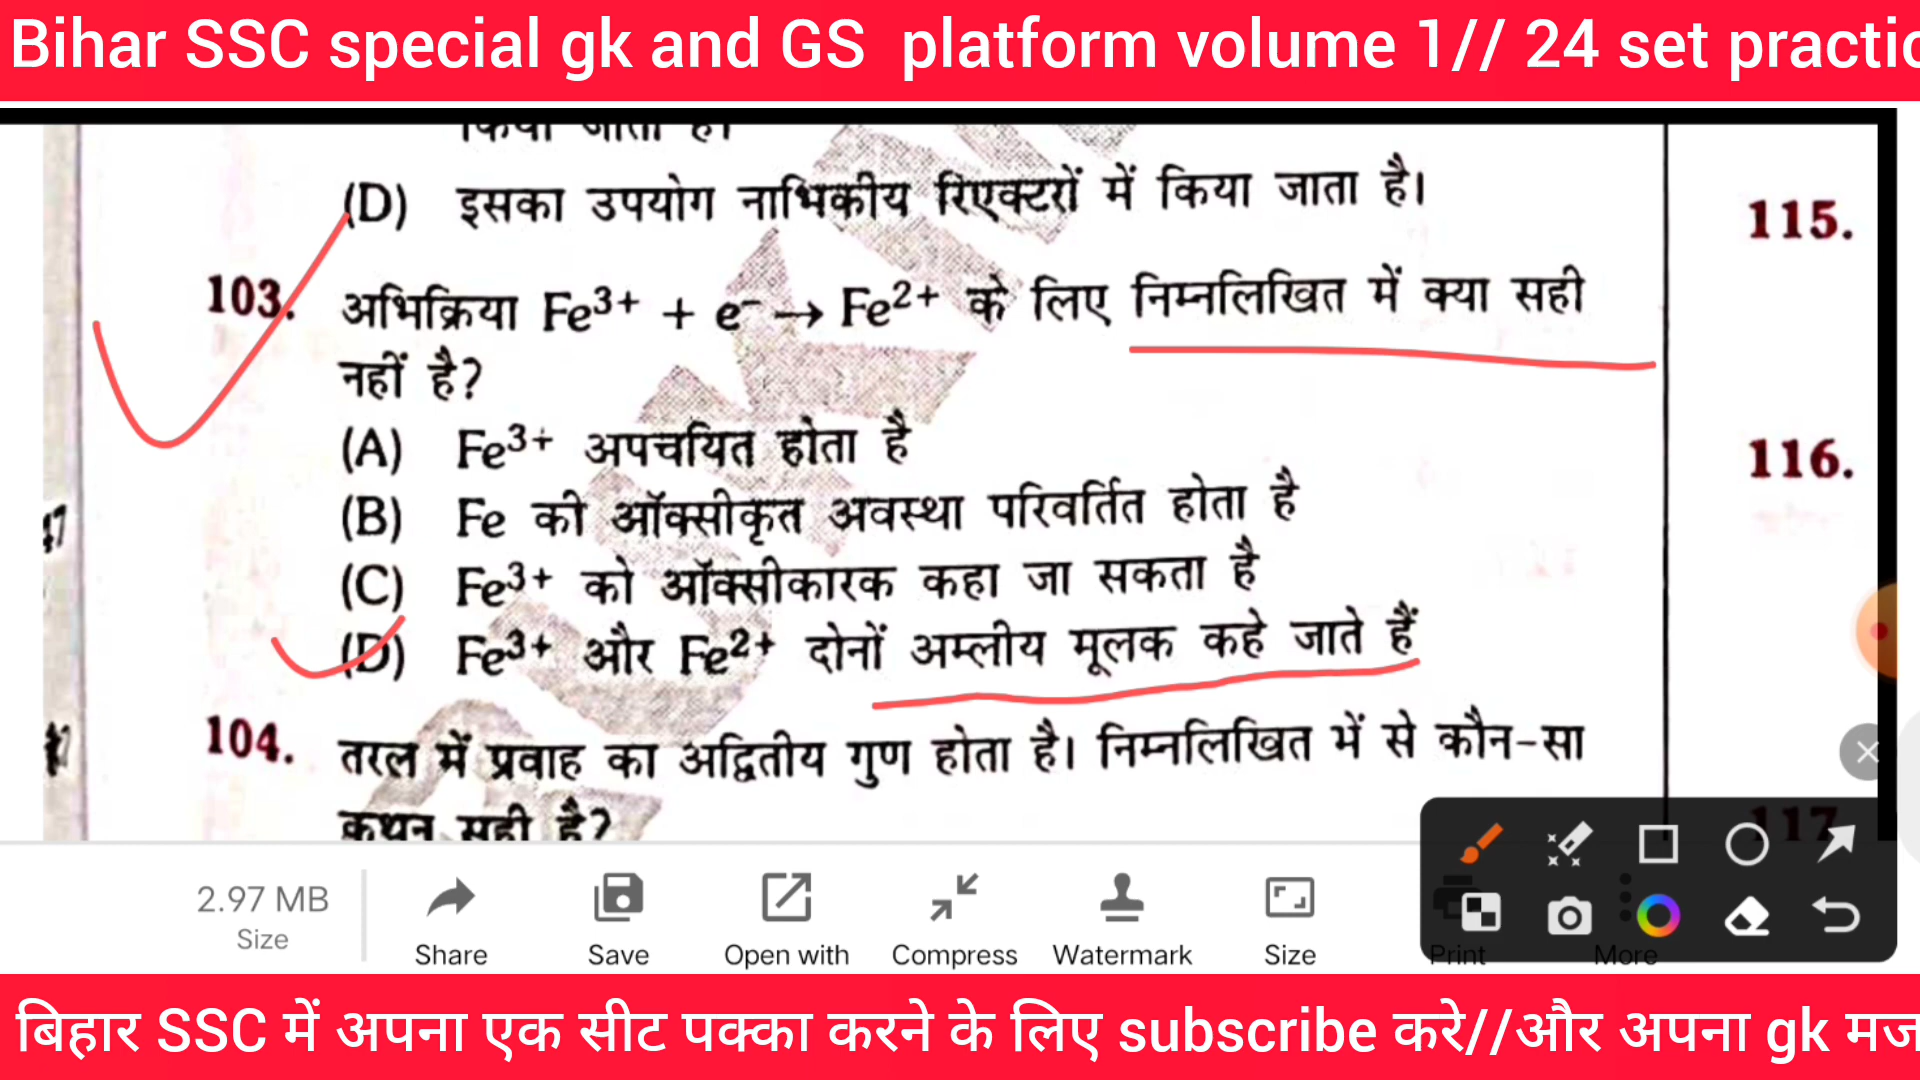 Bihar SSC special gk and GS platform volume 1// 24 set practic
किया जाता है।
(D) इसका उपयोग नाभिकीय रिएक्टरों में किया जाता है।
103. अभिक्रिया Fe³⁺ + e⁻ → Fe²⁺ के लिए निम्नलिखित में क्या सही
नहीं है?
(A) Fe³⁺ अपचयित होता है
(B) Fe की ऑक्सीकृत अवस्था परिवर्तित होता है
(C) Fe³⁺ को ऑक्सीकारक कहा जा सकता है
(D) Fe³⁺ और Fe²⁺ दोनों अम्लीय मूलक कहे जाते हैं
104. तरल में प्रवाह का अद्वितीय गुण होता है। निम्नलिखित में से कौन-सा
कथन सही है?
115.
116.
117
2.97 MB
Size
Share
Save
Open with
Compress
Watermark
Size
Print
More
बिहार SSC में अपना एक सीट पक्का करने के लिए subscribe करे//और अपना gk मज